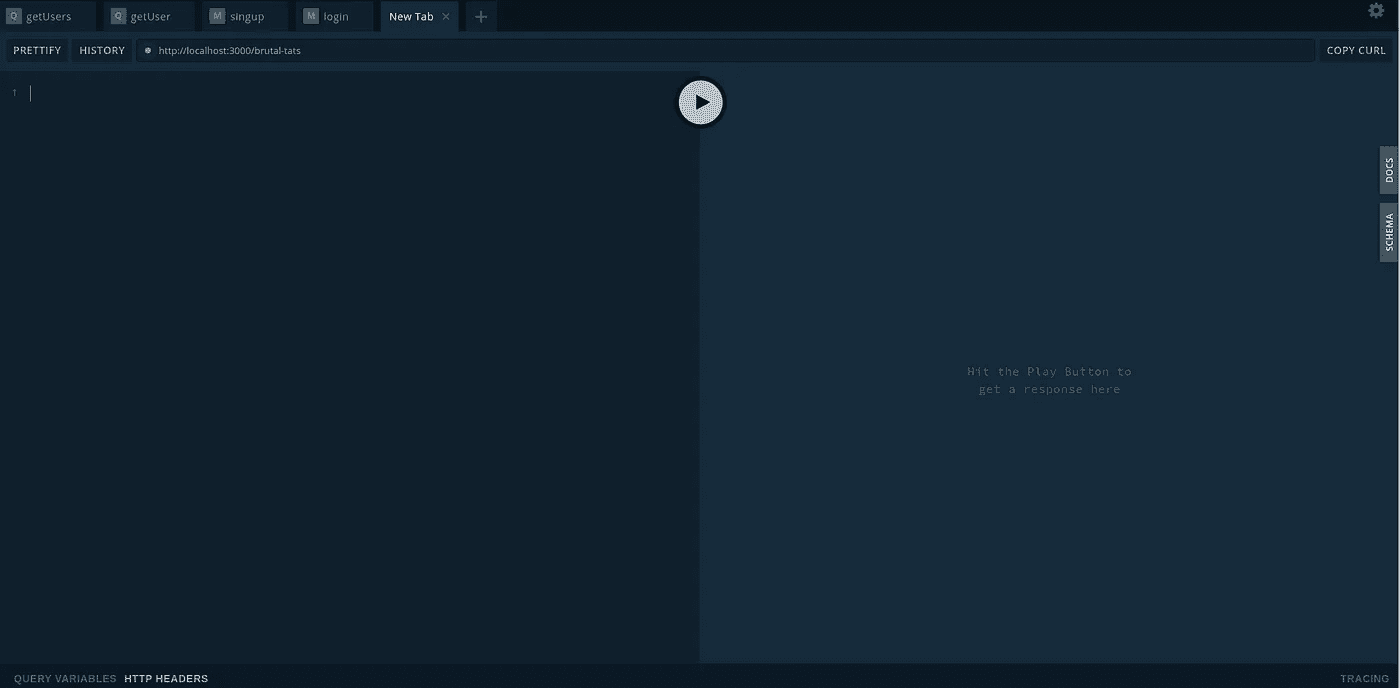 Q getUsers Q getUser M singup M login New Tab × +
PRETTIFY HISTORY http://localhost:3000/brutal-tats COPY CURL
1
DOCS
SCHEMA
Hit the Play Button to
get a response here
QUERY VARIABLES HTTP HEADERS TRACING